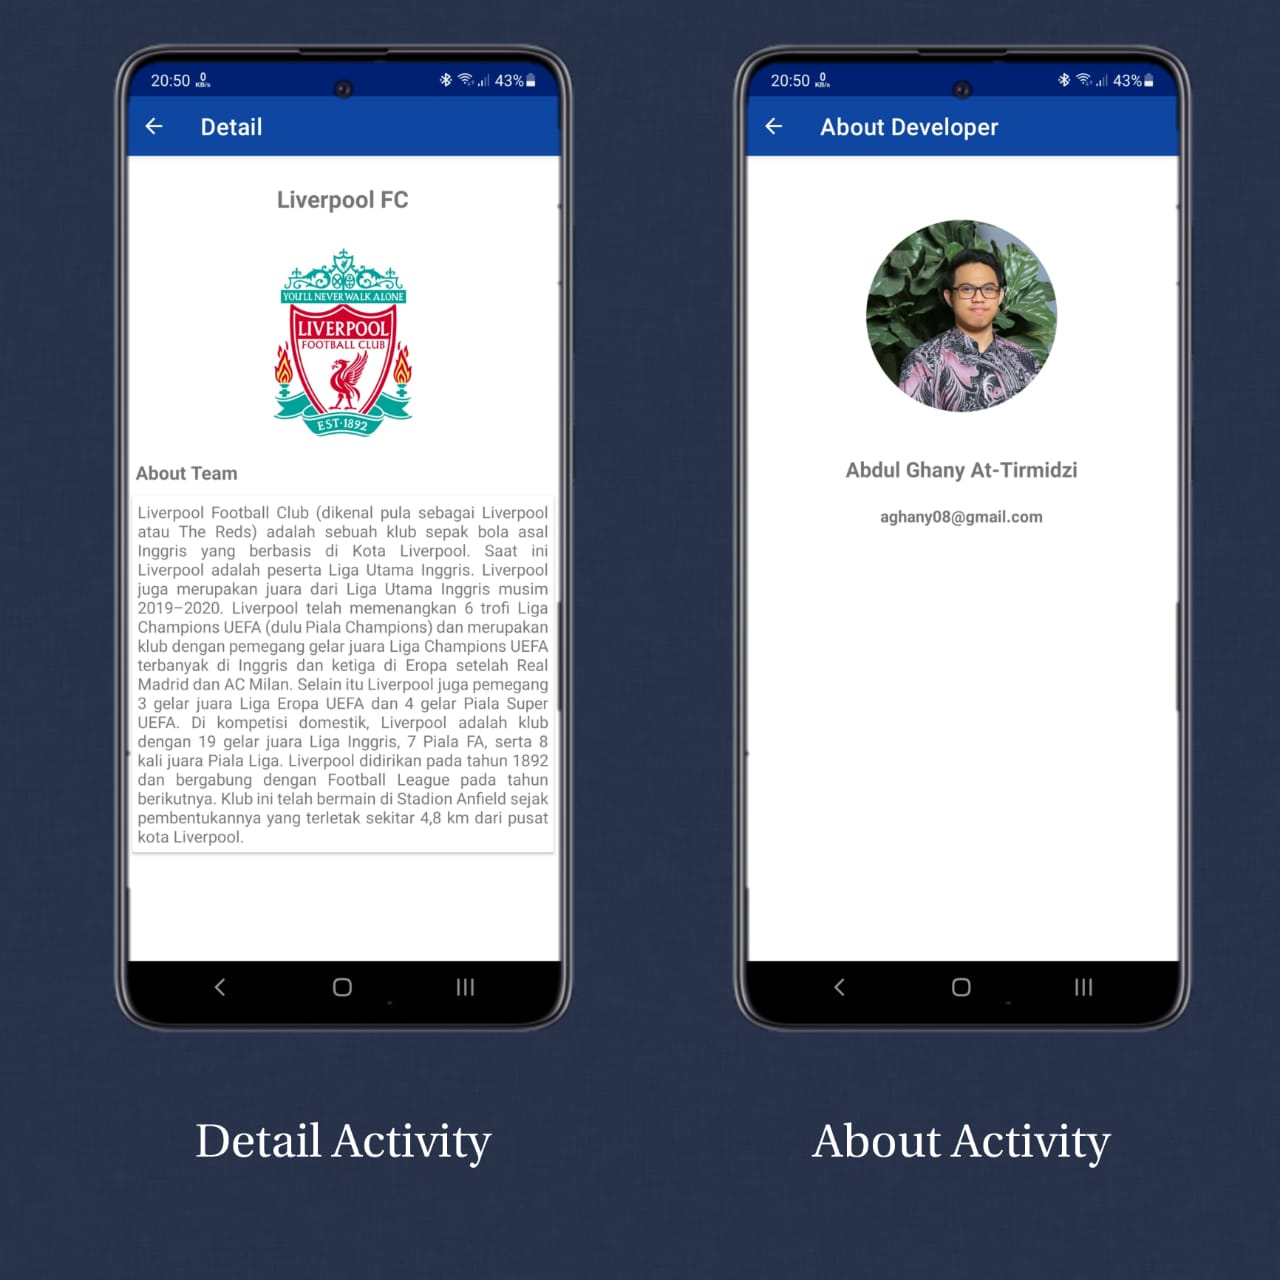 20:50 0 KB/s 43%
Detail
Liverpool FC
YOU'LL NEVER WALK ALONE
LIVERPOOL
FOOTBALL CLUB
EST·1892
About Team
Liverpool Football Club (dikenal pula sebagai Liverpool
atau The Reds) adalah sebuah klub sepak bola asal
Inggris yang berbasis di Kota Liverpool. Saat ini
Liverpool adalah peserta Liga Utama Inggris. Liverpool
juga merupakan juara dari Liga Utama Inggris musim
2019–2020. Liverpool telah memenangkan 6 trofi Liga
Champions UEFA (dulu Piala Champions) dan merupakan
klub dengan pemegang gelar juara Liga Champions UEFA
terbanyak di Inggris dan ketiga di Eropa setelah Real
Madrid dan AC Milan. Selain itu Liverpool juga pemegang
3 gelar juara Liga Eropa UEFA dan 4 gelar Piala Super
UEFA. Di kompetisi domestik, Liverpool adalah klub
dengan 19 gelar juara Liga Inggris, 7 Piala FA, serta 8
kali juara Piala Liga. Liverpool didirikan pada tahun 1892
dan bergabung dengan Football League pada tahun
berikutnya. Klub ini telah bermain di Stadion Anfield sejak
pembentukannya yang terletak sekitar 4,8 km dari pusat
kota Liverpool.
Detail Activity
20:50 0 KB/s 43%
About Developer
Abdul Ghany At-Tirmidzi
aghany08@gmail.com
About Activity